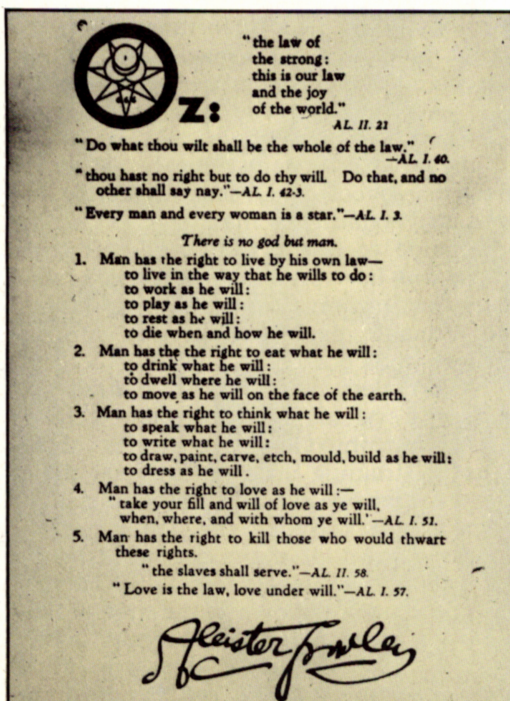 "the law of
the strong:
this is our law
and the joy
of the world."
AL. II. 21
Oz:
"Do what thou wilt shall be the whole of the law."
—AL. I. 40.
"thou hast no right but to do thy will. Do that, and no
other shall say nay."—AL. I. 42-3.
"Every man and every woman is a star."—AL. I. 3.
There is no god but man.
1. Man has the right to live by his own law—
to live in the way that he wills to do:
to work as he will:
to play as he will:
to rest as he will:
to die when and how he will.
2. Man has the the right to eat what he will:
to drink what he will:
to dwell where he will:
to move as he will on the face of the earth.
3. Man has the right to think what he will:
to speak what he will:
to write what he will:
to draw, paint, carve, etch, mould, build as he will:
to dress as he will.
4. Man has the right to love as he will:—
"take your fill and will of love as ye will,
when, where, and with whom ye will.'—AL. I. 51.
5. Man has the right to kill those who would thwart
these rights.
"the slaves shall serve."—AL. II. 58.
"Love is the law, love under will."—AL. I. 57.
Aleister Crowley